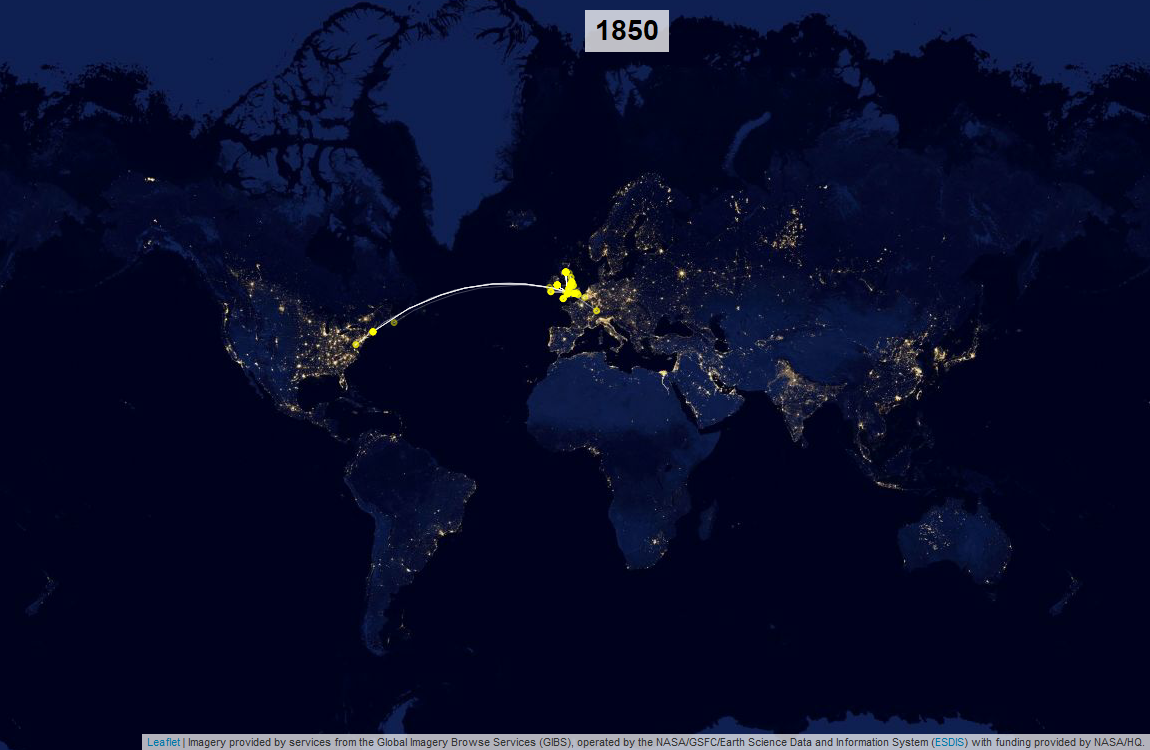 1850
Leaflet | Imagery provided by services from the Global Imagery Browse Services (GIBS), operated by the NASA/GSFC/Earth Science Data and Information System (ESDIS) with funding provided by NASA/HQ.